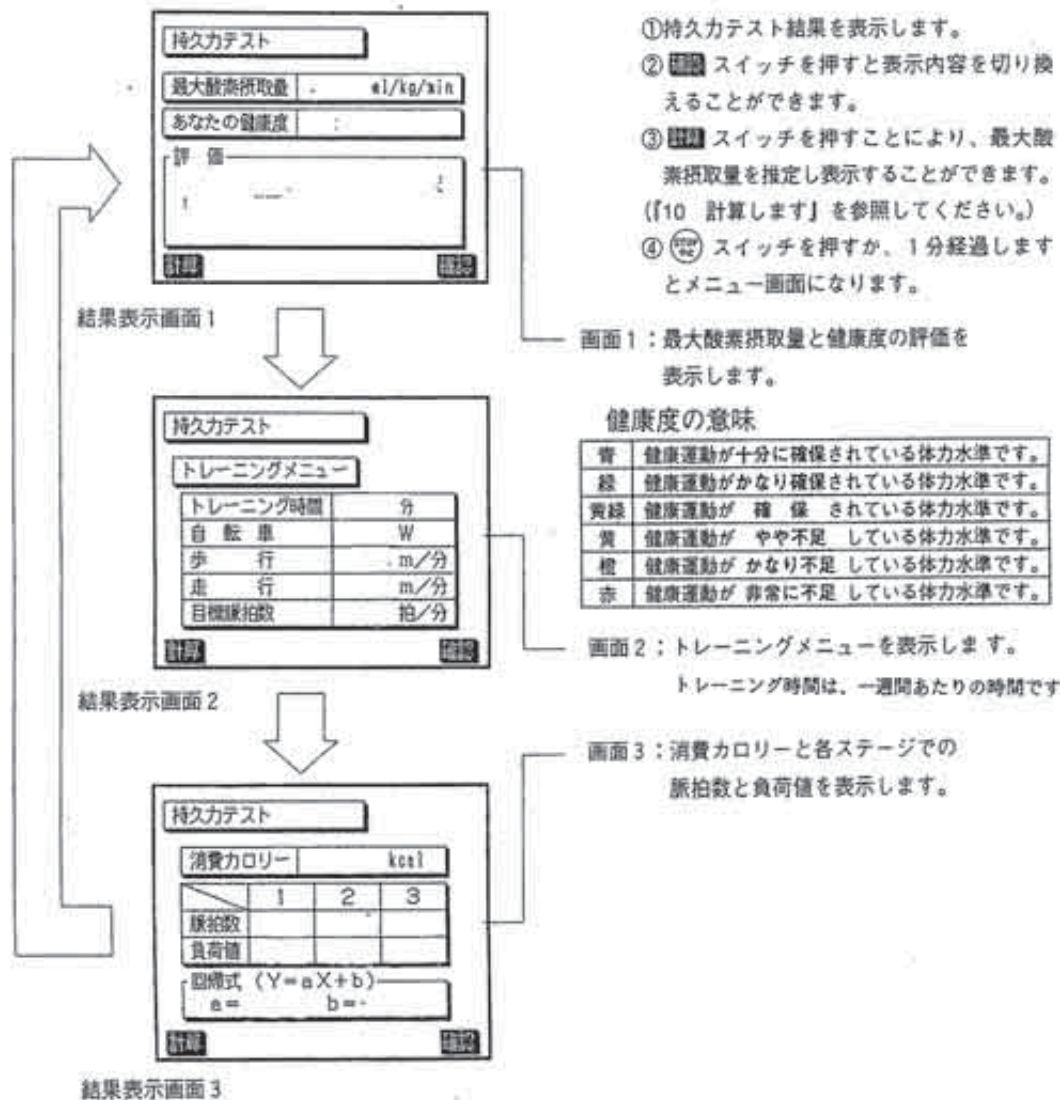 持久力テスト
最大酸素摂取量 ml/kg/min
あなたの健康度 :
評 価
計算 確認
結果表示画面1
持久力テスト
トレーニングメニュー
トレーニング時間 分
自 転 車 W
歩 行 m/分
走 行 m/分
目標脈拍数 拍/分
計算 確認
結果表示画面2
持久力テスト
消費カロリー kcal
1 2 3
脈拍数
負荷値
回帰式 (Y=aX+b)
a= b=
計算 確認
結果表示画面3
①持久力テスト結果を表示します。
② 確認 スイッチを押すと表示内容を切り換
えることができます。
③ 計算 スイッチを押すことにより、最大酸
素摂取量を推定し表示することができます。
(『10 計算します』を参照してください。)
④ スイッチを押すか、1分経過します
とメニュー画面になります。
画面1:最大酸素摂取量と健康度の評価を
表示します。
健康度の意味
青 健康運動が十分に確保されている体力水準です。
緑 健康運動がかなり確保されている体力水準です。
黄緑 健康運動が 確 保 されている体力水準です。
黄 健康運動が やや不足 している体力水準です。
橙 健康運動が かなり不足 している体力水準です。
赤 健康運動が 非常に不足 している体力水準です。
画面2;トレーニングメニューを表示しま す。
トレーニング時間は、一週間あたりの時間です
画面3;消費カロリーと各ステージでの
脈拍数と負荷値を表示します。